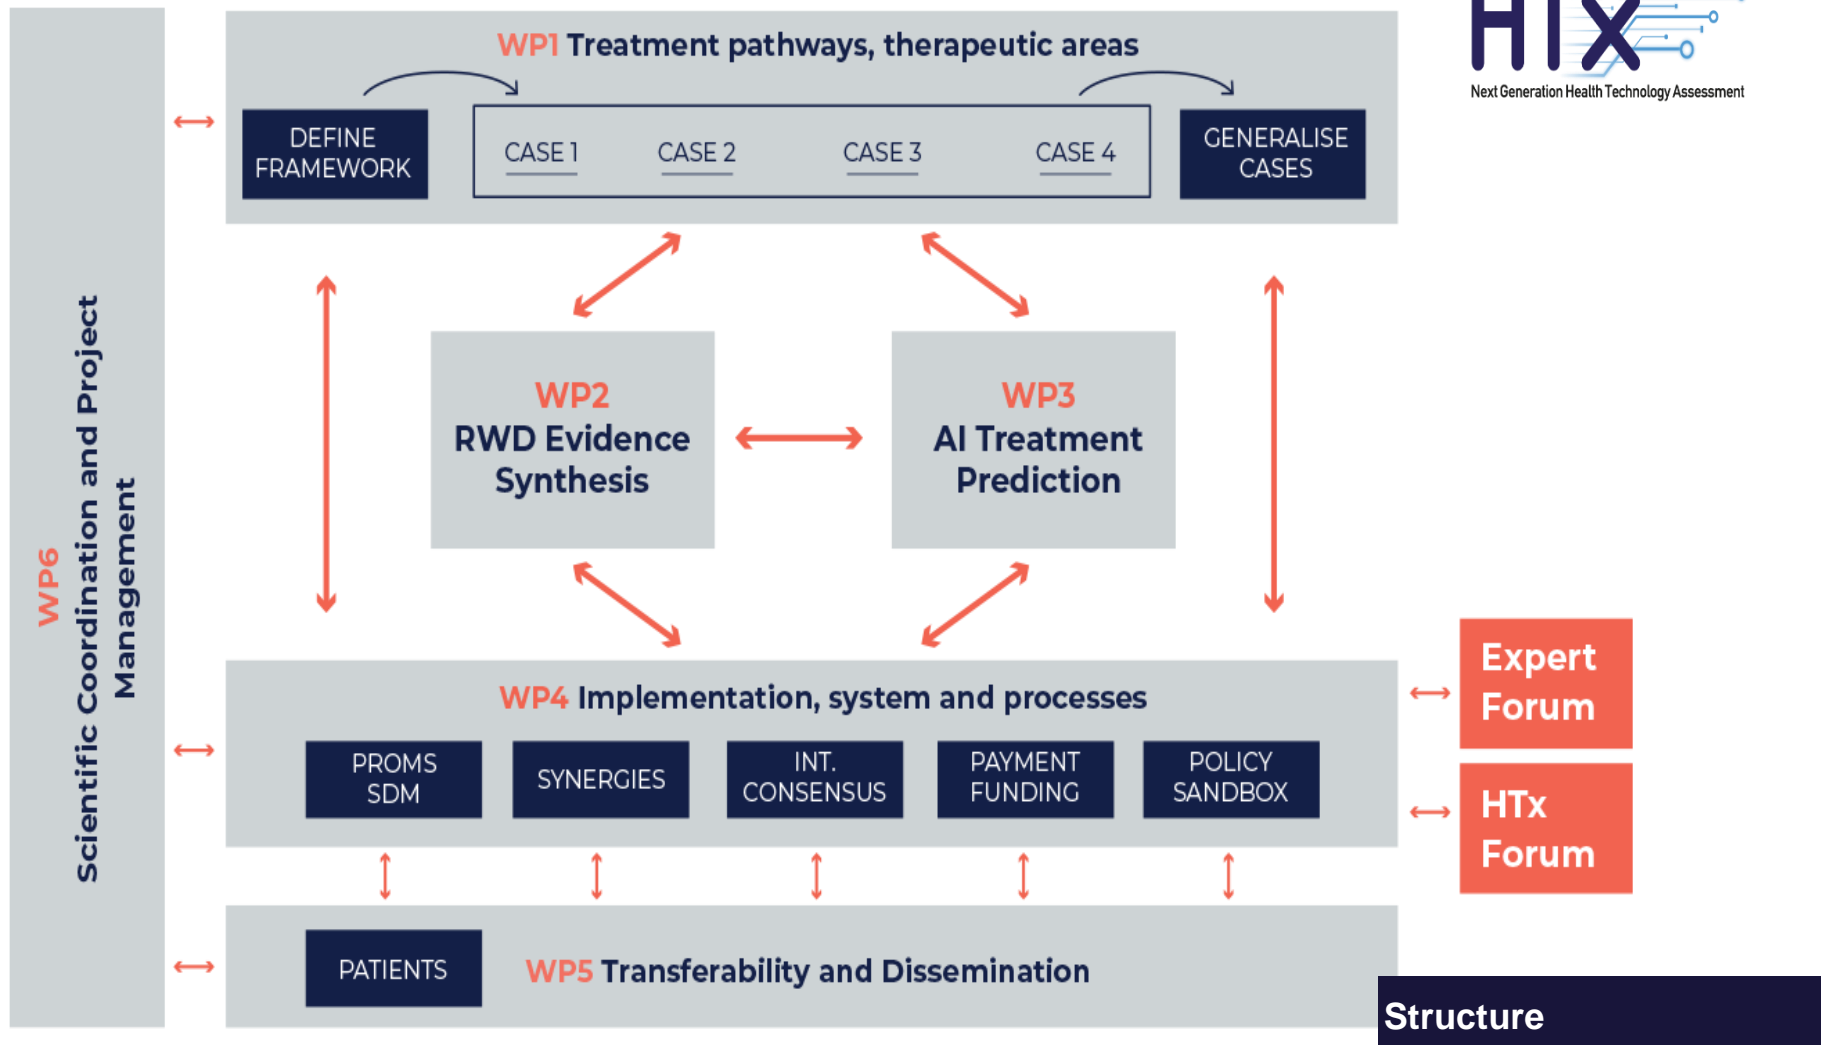 HTx
Next Generation Health Technology Assessment
WP6
Scientific Coordination and Project
Management
WP1 Treatment pathways, therapeutic areas
DEFINE
FRAMEWORK
CASE 1
CASE 2
CASE 3
CASE 4
GENERALISE
CASES
WP2
RWD Evidence
Synthesis
WP3
AI Treatment
Prediction
WP4 Implementation, system and processes
PROMS
SDM
SYNERGIES
INT.
CONSENSUS
PAYMENT
FUNDING
POLICY
SANDBOX
Expert
Forum
HTx
Forum
PATIENTS
WP5 Transferability and Dissemination
Structure